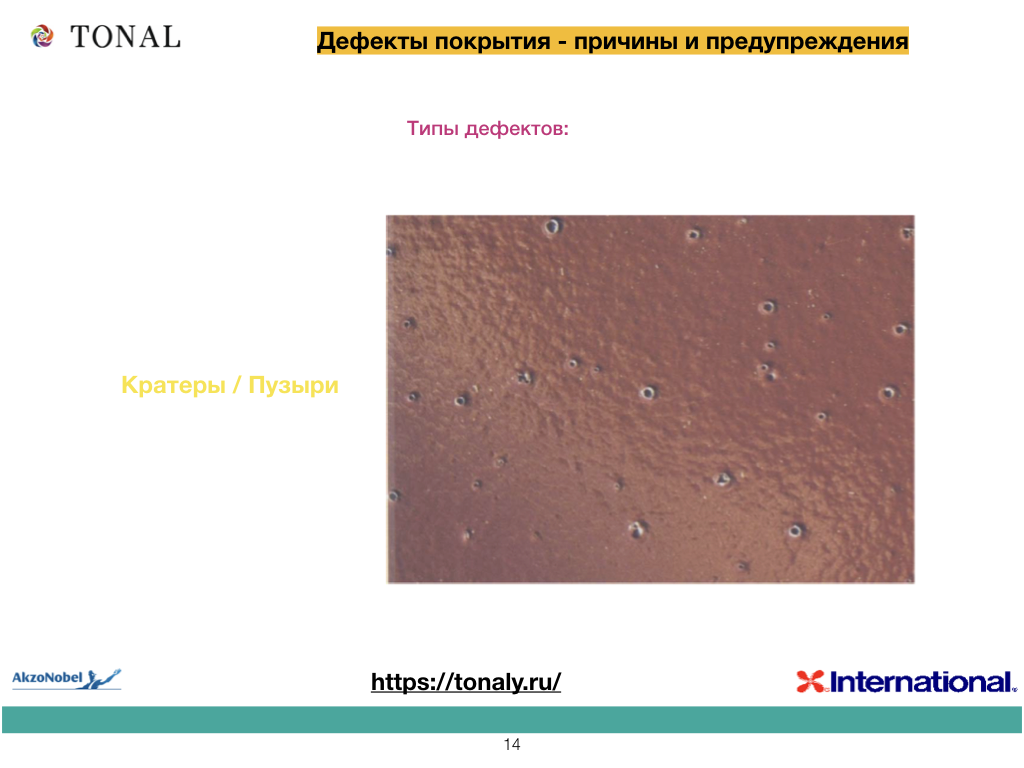 TONAL
Дефекты покрытия - причины и предупреждения
Типы дефектов:
Кратеры / Пузыри
AkzoNobel
https://tonaly.ru/
International
14